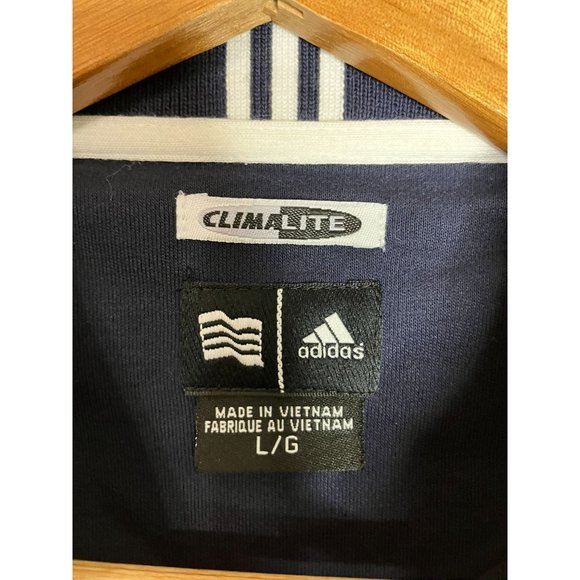 CLIMALITE
adidas
MADE IN VIETNAM
FABRIQUE AU VIETNAM
L/G